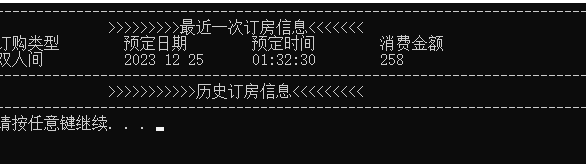 >>>>>>>>>最近一次订房信息<<<<<<<
订购类型 预定日期 预定时间 消费金额
双人间 2023 12 25 01:32:30 258
>>>>>>>>>>>历史订房信息<<<<<<<<<
请按任意键继续. . .